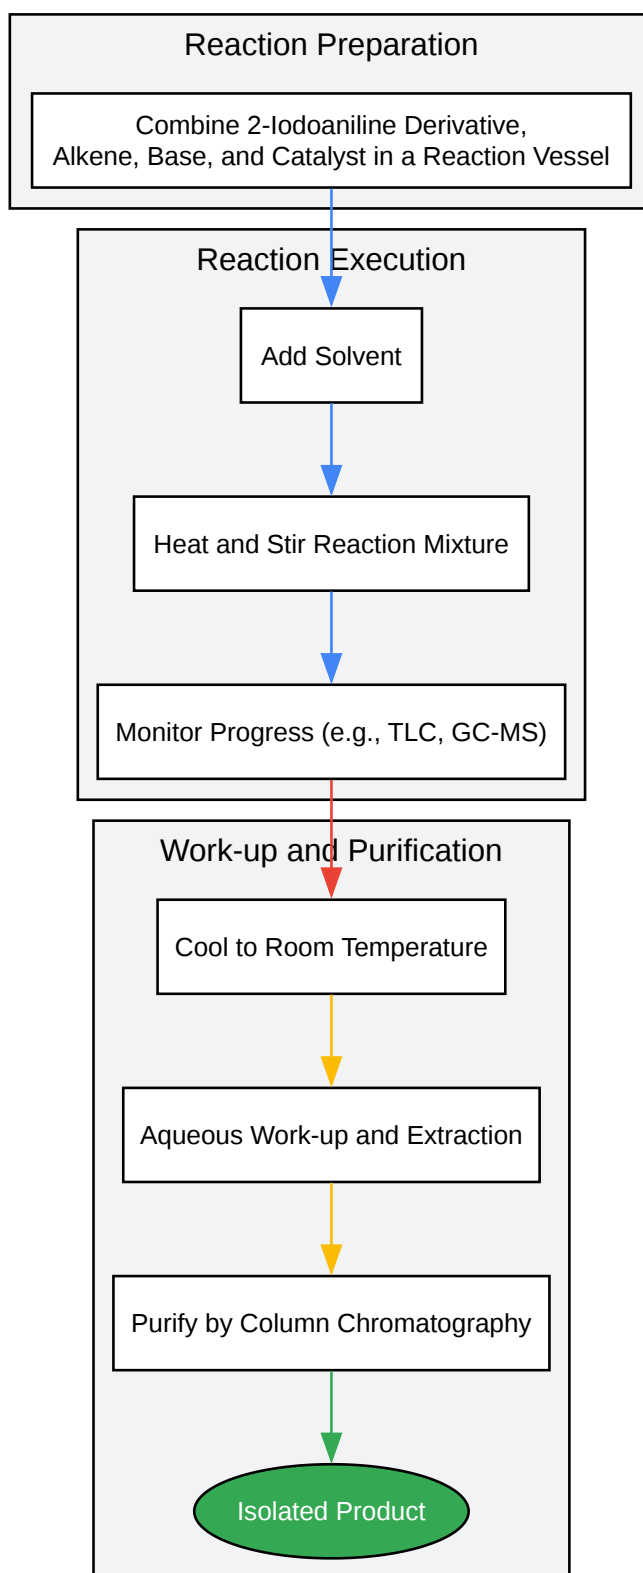 Reaction Preparation
Combine 2-Iodoaniline Derivative,
Alkene, Base, and Catalyst in a Reaction Vessel
Reaction Execution
Add Solvent
Heat and Stir Reaction Mixture
Monitor Progress (e.g., TLC, GC-MS)
Work-up and Purification
Cool to Room Temperature
Aqueous Work-up and Extraction
Purify by Column Chromatography
Isolated Product